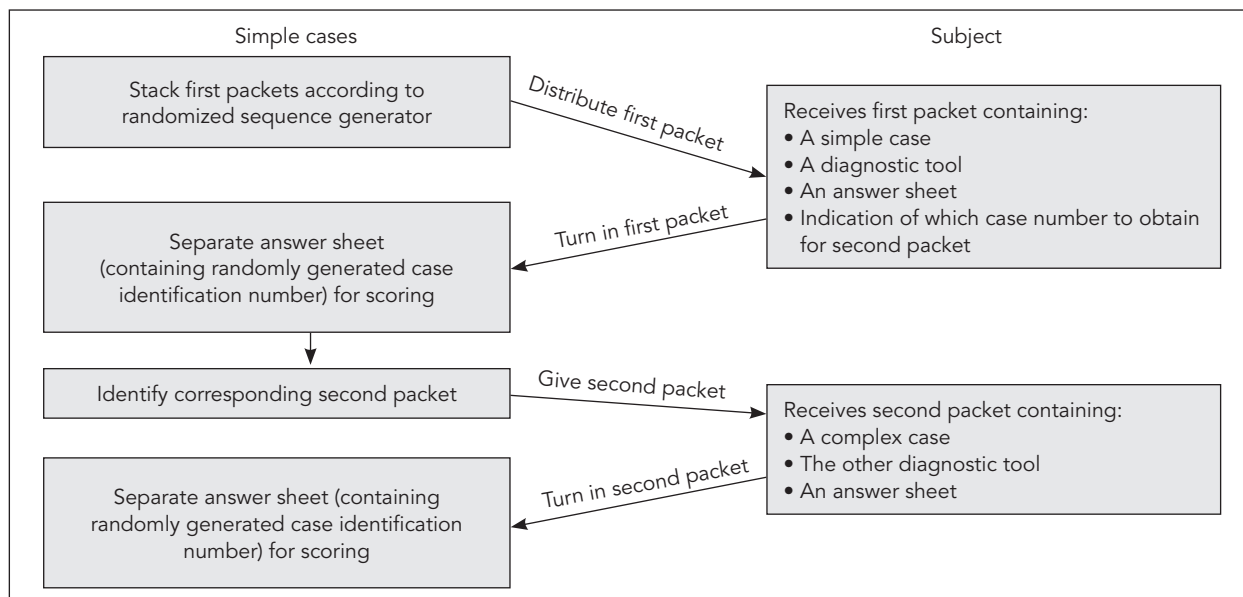 Simple cases
Subject
Stack first packets according to
randomized sequence generator
Distribute first packet
Receives first packet containing:
• A simple case
• A diagnostic tool
• An answer sheet
• Indication of which case number to obtain
for second packet
Turn in first packet
Separate answer sheet
(containing randomly generated case
identification number) for scoring
Identify corresponding second packet
Give second packet
Receives second packet containing:
• A complex case
• The other diagnostic tool
• An answer sheet
Turn in second packet
Separate answer sheet (containing
randomly generated case identification
number) for scoring